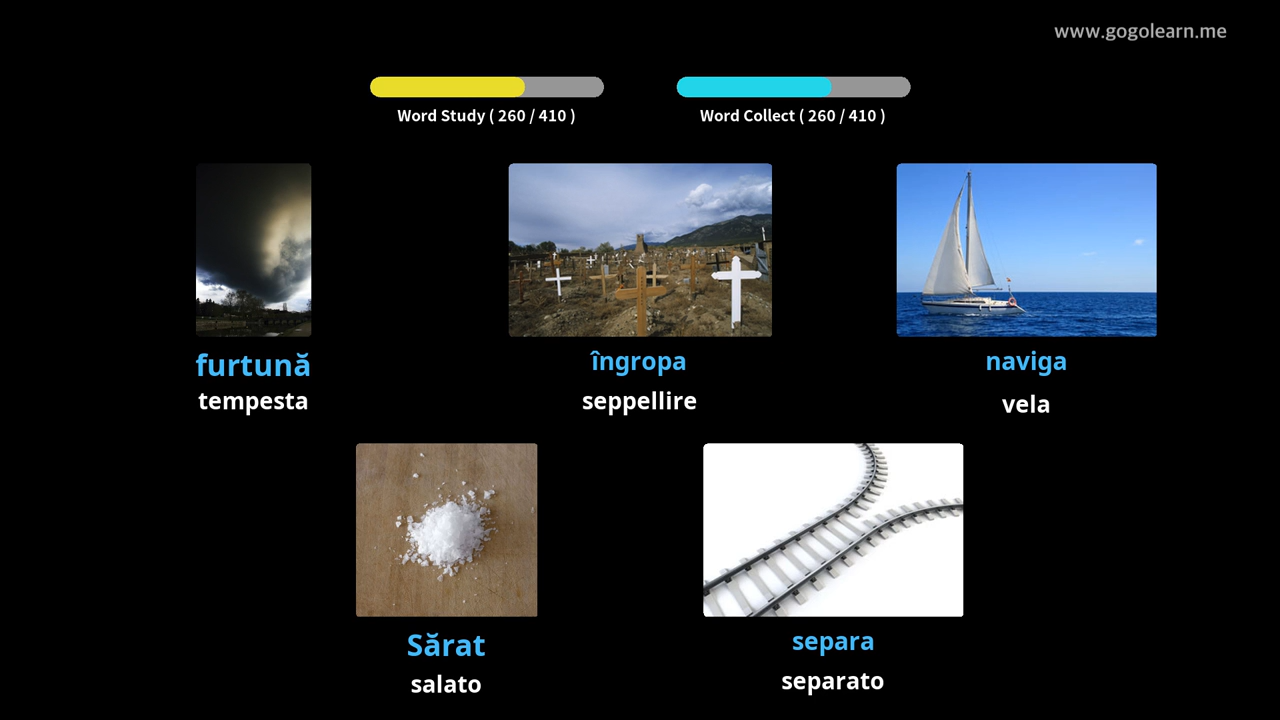 www.gogolearn.me
Word Study ( 260 / 410 )
Word Collect ( 260 / 410 )
furtună
tempesta
îngropa
seppellire
naviga
vela
Sărat
salato
separa
separato